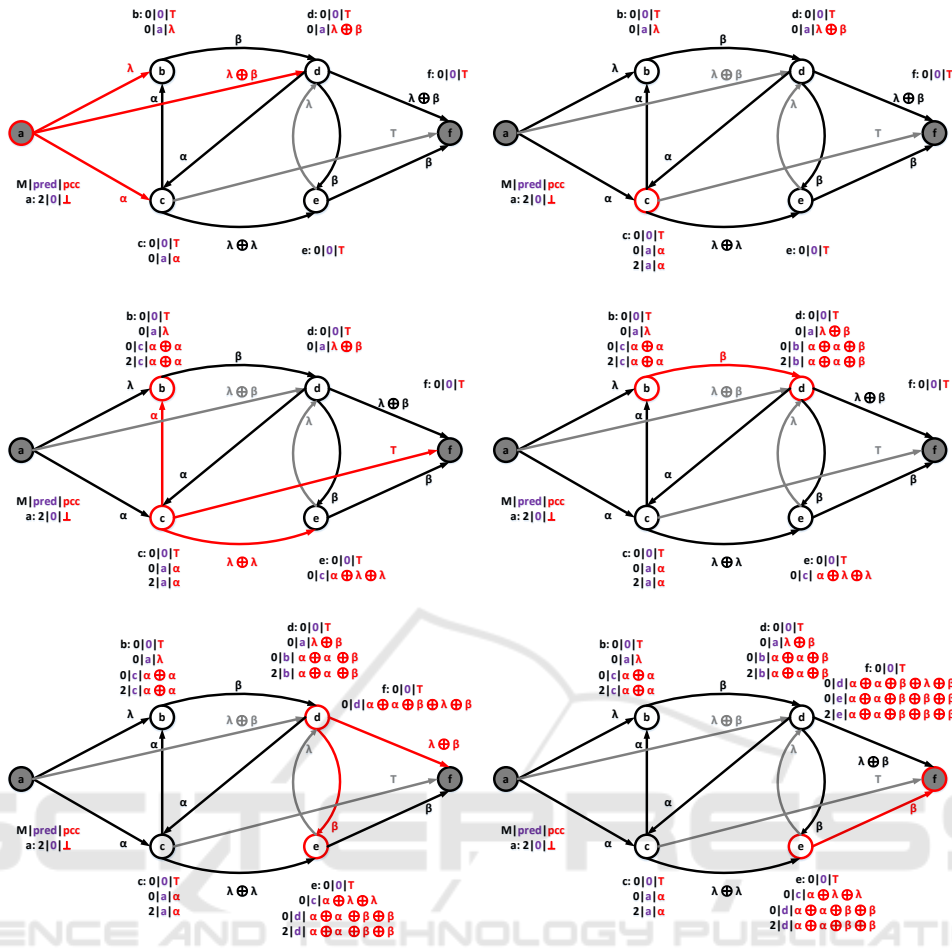 b: 0|0|T
0|a|λ
d: 0|0|T
0|a|λ ⊕ β
β
λ
λ ⊕ β
f: 0|0|T
b
d
α
λ
λ ⊕ β
a
T
f
α
β
M|pred|pcc
a: 2|0|⊥
α
c
e
β
c: 0|0|T
0|a|α
λ ⊕ λ
e: 0|0|T
b: 0|0|T
0|a|λ
d: 0|0|T
0|a|λ ⊕ β
β
λ
λ ⊕ β
f: 0|0|T
b
d
α
λ
λ ⊕ β
a
T
f
α
β
M|pred|pcc
a: 2|0|⊥
α
c
e
β
c: 0|0|T
0|a|α
2|a|α
λ ⊕ λ
e: 0|0|T
b: 0|0|T
0|a|λ
0|c|α ⊕ α
2|c|α ⊕ α
d: 0|0|T
0|a|λ ⊕ β
β
λ
λ ⊕ β
f: 0|0|T
b
d
α
λ
λ ⊕ β
a
T
f
α
β
M|pred|pcc
a: 2|0|⊥
α
c
e
β
c: 0|0|T
0|a|α
2|a|α
λ ⊕ λ
e: 0|0|T
0|c|α ⊕ λ ⊕ λ
b: 0|0|T
0|a|λ
0|c|α ⊕ α
2|c|α ⊕ α
d: 0|0|T
0|a|λ ⊕ β
0|b| α ⊕ α ⊕ β
2|b| α ⊕ α ⊕ β
β
λ
λ ⊕ β
f: 0|0|T
b
d
α
λ
λ ⊕ β
a
T
f
α
β
M|pred|pcc
a: 2|0|⊥
α
c
e
β
c: 0|0|T
0|a|α
2|a|α
λ ⊕ λ
e: 0|0|T
0|c| α ⊕ λ ⊕ λ
b: 0|0|T
0|a|λ
0|c|α ⊕ α
2|c|α ⊕ α
d: 0|0|T
0|a|λ ⊕ β
0|b| α ⊕ α ⊕ β
2|b| α ⊕ α ⊕ β
f: 0|0|T
0|d|α ⊕ α ⊕ β ⊕ λ ⊕ β
β
λ
λ ⊕ β
b
d
α
λ
λ ⊕ β
a
T
f
α
β
M|pred|pcc
a: 2|0|⊥
α
c
e
β
c: 0|0|T
0|a|α
2|a|α
λ ⊕ λ
e: 0|0|T
0|c|α ⊕ λ ⊕ λ
0|d| α ⊕ α ⊕ β ⊕ β
2|d| α ⊕ α ⊕ β ⊕ β
b: 0|0|T
0|a|λ
0|c|α ⊕ α
2|c|α ⊕ α
d: 0|0|T
0|a|λ ⊕ β
0|b| α ⊕ α ⊕ β
2|b| α ⊕ α ⊕ β
f: 0|0|T
0|d|α ⊕ α ⊕ β ⊕ λ ⊕ β
0|e|α ⊕ α ⊕ β ⊕ β ⊕ β
2|e|α ⊕ α ⊕ β ⊕ β ⊕ β
β
λ
λ ⊕ β
b
d
α
λ
λ ⊕ β
a
T
f
α
β
M|pred|pcc
a: 2|0|⊥
α
c
e
β
c: 0|0|T
0|a|α
2|a|α
λ ⊕ λ
e: 0|0|T
0|c|α ⊕ λ ⊕ λ
0|d| α ⊕ α ⊕ β ⊕ β
2|d| α ⊕ α ⊕ β ⊕ β